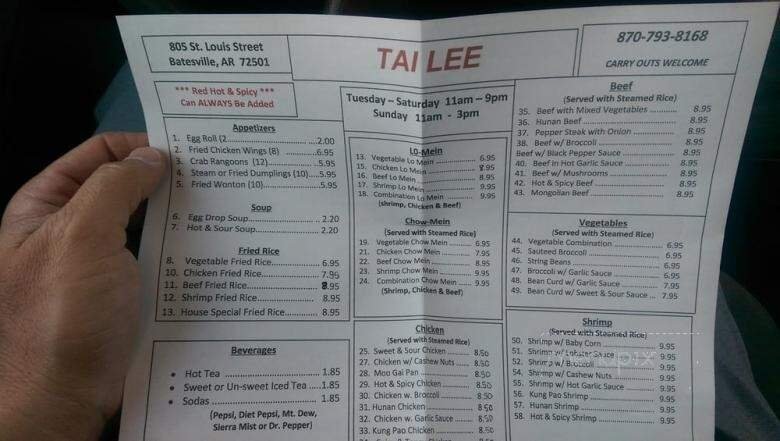 805 St. Louis Street
Batesville, AR 72501
TAI LEE
870-793-8168
CARRY OUTS WELCOME
*** Red Hot & Spicy ***
Can ALWAYS Be Added
Tuesday – Saturday 11am – 9pm
Sunday 11am - 3pm
Appetizers
1. Egg Roll (2 ........2.00
2. Fried Chicken Wings (8) ........6.95
3. Crab Rangoons (12)........5.95
4. Steam or Fried Dumplings (10).....5.95
5. Fried Wonton (10)........5.95
Soup
6. Egg Drop Soup........ 2.20
7. Hot & Sour Soup........2.20
Fried Rice
8. Vegetable Fried Rice........ 6.95
10. Chicken Fried Rice........ 7.95
11. Beef Fried Rice........ 8.95
12. Shrimp Fried Rice........ 8.95
13. House Special Fried Rice........ 8.95
Beverages
• Hot Tea ........1.85
• Sweet or Un-sweet Iced Tea ....1.85
• Sodas ........1.85
(Pepsi, Diet Pepsi, Mt. Dew,
Sierra Mist or Dr. Pepper)
Lo-Mein
13. Vegetable Lo Mein ........ 6.95
15. Chicken Lo Mein ........ 8.95
16. Beef Lo Mein ........ 8.95
17. Shrimp Lo Mein ........ 9.95
18. Combination Lo Mein ........ 9.95
(Shrimp, Chicken & Beef)
Chow-Mein
(Served with Steamed Rice)
19. Vegetable Chow Mein ........ 6.95
21. Chicken Chow Mein ........ 7.95
22. Beef Chow Mein ........ 8.95
23. Shrimp Chow Mein ........ 9.95
24. Combination Chow Mein ........ 9.95
(Shrimp, Chicken & Beef)
Chicken
(Served with Steamed Rice)
25. Sweet & Sour Chicken ........ 8.50
27. Chicken w/ Cashew Nuts ........ 8.50
28. Moo Gai Pan ........ 8.50
29. Hot & Spicy Chicken ........ 8.50
30. Chicken w. Broccoli ........ 8.50
31. Hunan Chicken ........ 8.50
32. Chicken w. Garlic Sauce ........ 8.50
33. Kung Pao Chicken ........ 8.50
Beef
(Served with Steamed Rice)
35. Beef with Mixed Vegetables ........ 8.95
36. Hunan Beef ........ 8.95
37. Pepper Steak with Onion ........ 8.95
38. Beef w/ Broccoli ........ 8.95
Beef w/ Black Pepper Sauce ........ 8.95
40. Beef in Hot Garlic Sauce ........ 8.95
41. Beef w/ Mushrooms ........ 8.95
42. Hot & Spicy Beef ........ 8.95
43. Mongolian Beef ........ 8.95
Vegetables
(Served with Steamed Rice)
44. Vegetable Combination ........ 6.95
45. Sauteed Broccoli ........ 6.95
46. String Beans ........ 6.95
47. Broccoli w/ Garlic Sauce ........ 6.95
48. Bean Curd w/ Garlic Sauce ........ 7.95
49. Bean Curd w/ Sweet & Sour Sauce ... 7.95
Shrimp
(Served with Steamed Rice)
50. Shrimp w/ Baby Corn ........ 9.95
51. Shrimp w/ Lobster Sauce ........ 9.95
52. Shrimp w/ Broccoli ........ 9.95
54. Shrimp w/ Cashew Nuts ........ 9.95
55. Shrimp w/ Hot Garlic Sauce ........ 9.95
56. Kung Pao Shrimp ........ 9.95
57. Hunan Shrimp ........ 9.95
58. Hot & Spicy Shrimp ........ 9.95